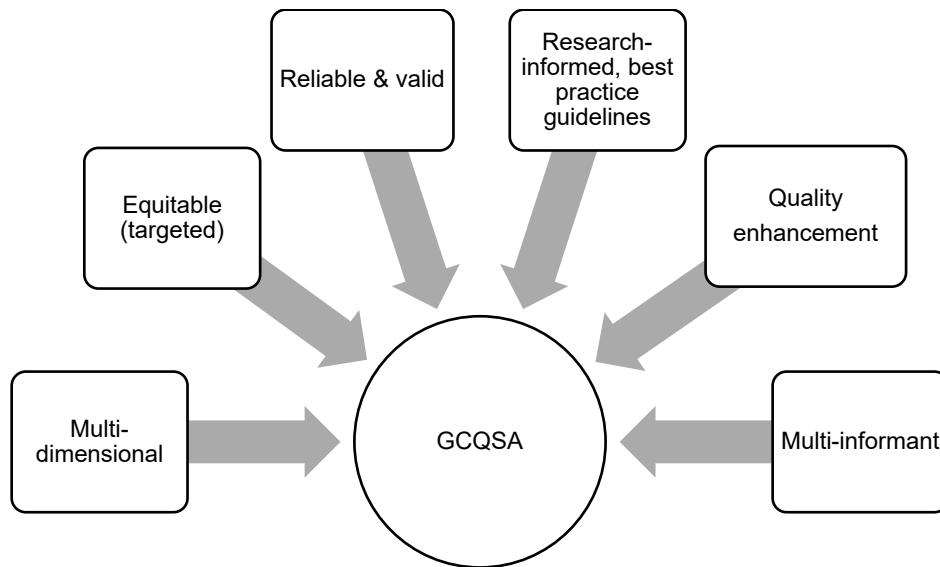 Reliable & valid
Research-
informed, best
practice
guidelines
Equitable
(targeted)
Quality
enhancement
Multi-
dimensional
GCQSA
Multi-informant